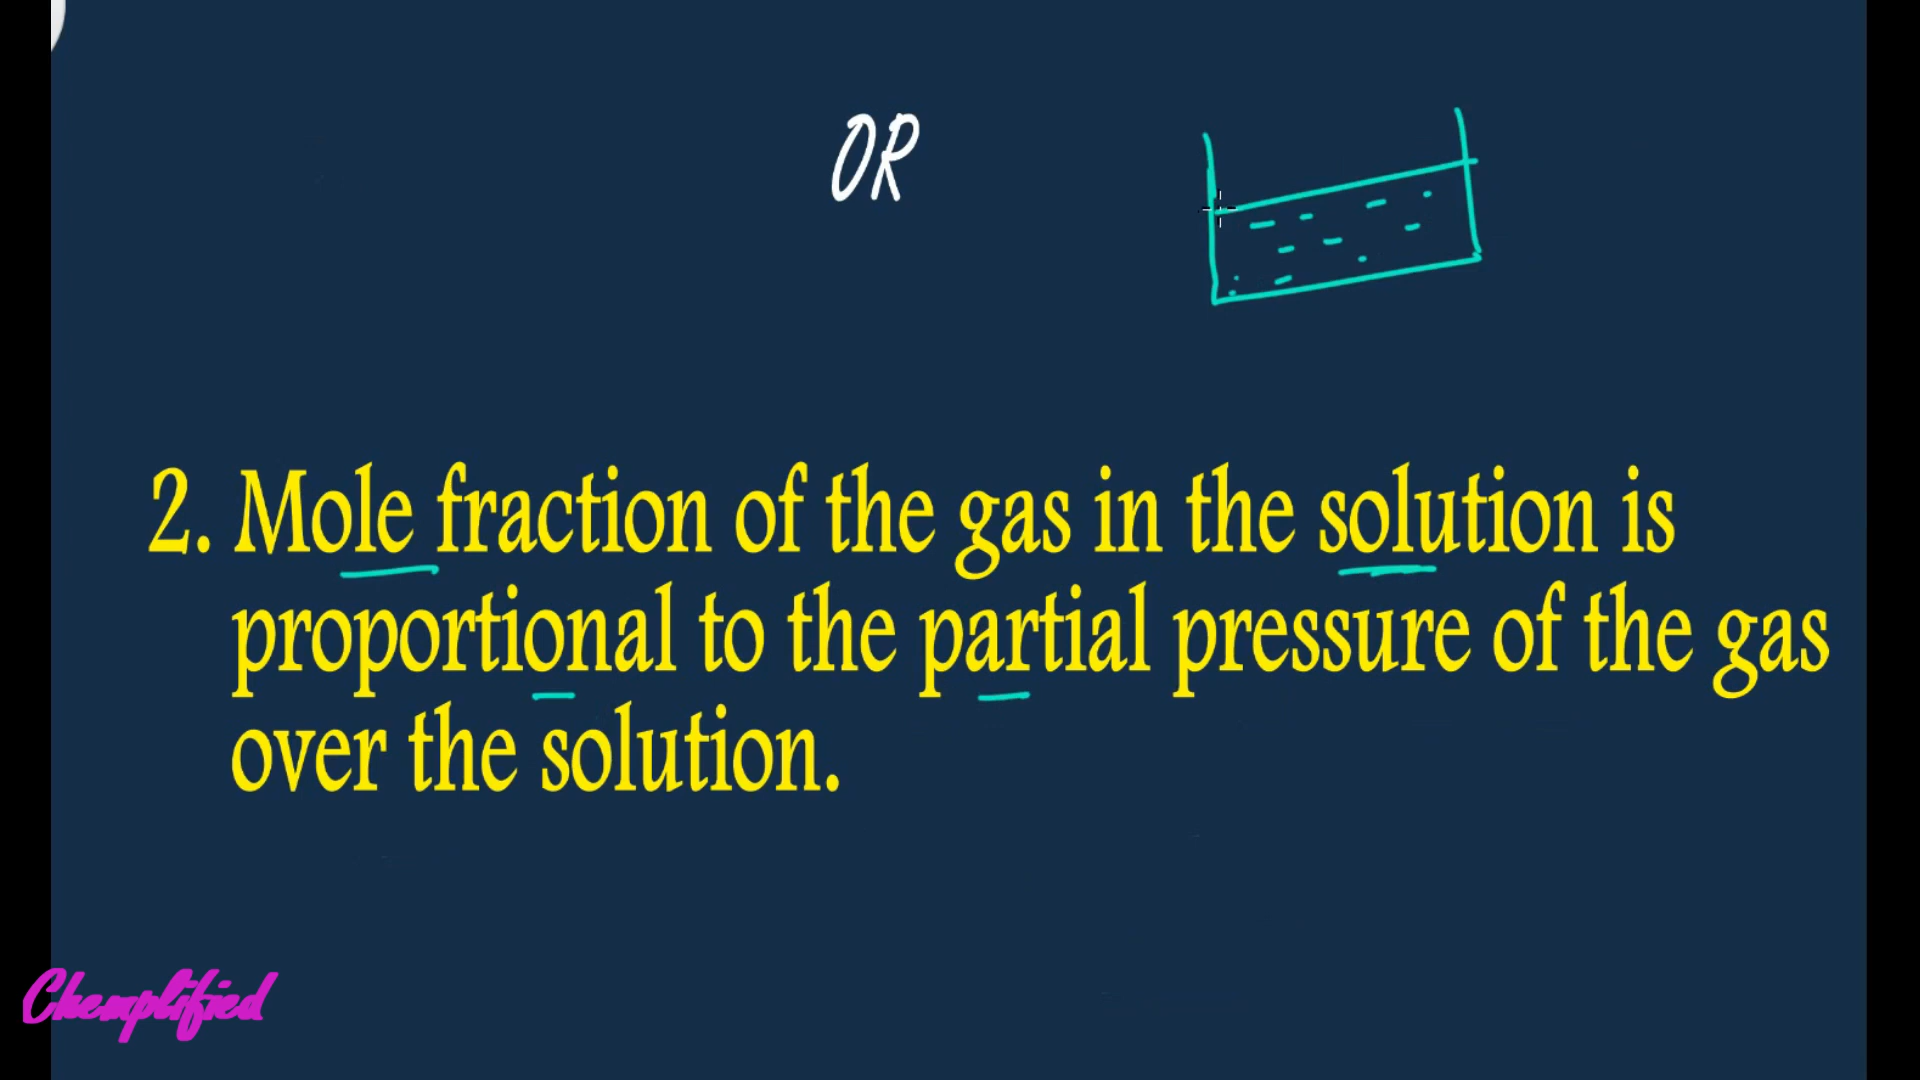 OR
2. Mole fraction of the gas in the solution is
proportional to the partial pressure of the gas
over the solution.
Chemplified